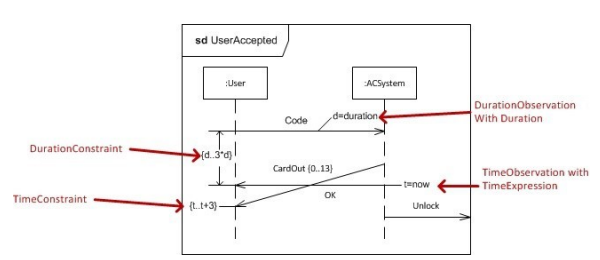 sd UserAccepted
:User
:ACSystem
Code
d=duration
DurationObservation
With Duration
DurationConstraint
{d..3*d}
CardOut {0..13}
t=now
TimeObservation with
TimeExpression
TimeConstraint
{t..t+3}
OK
Unlock